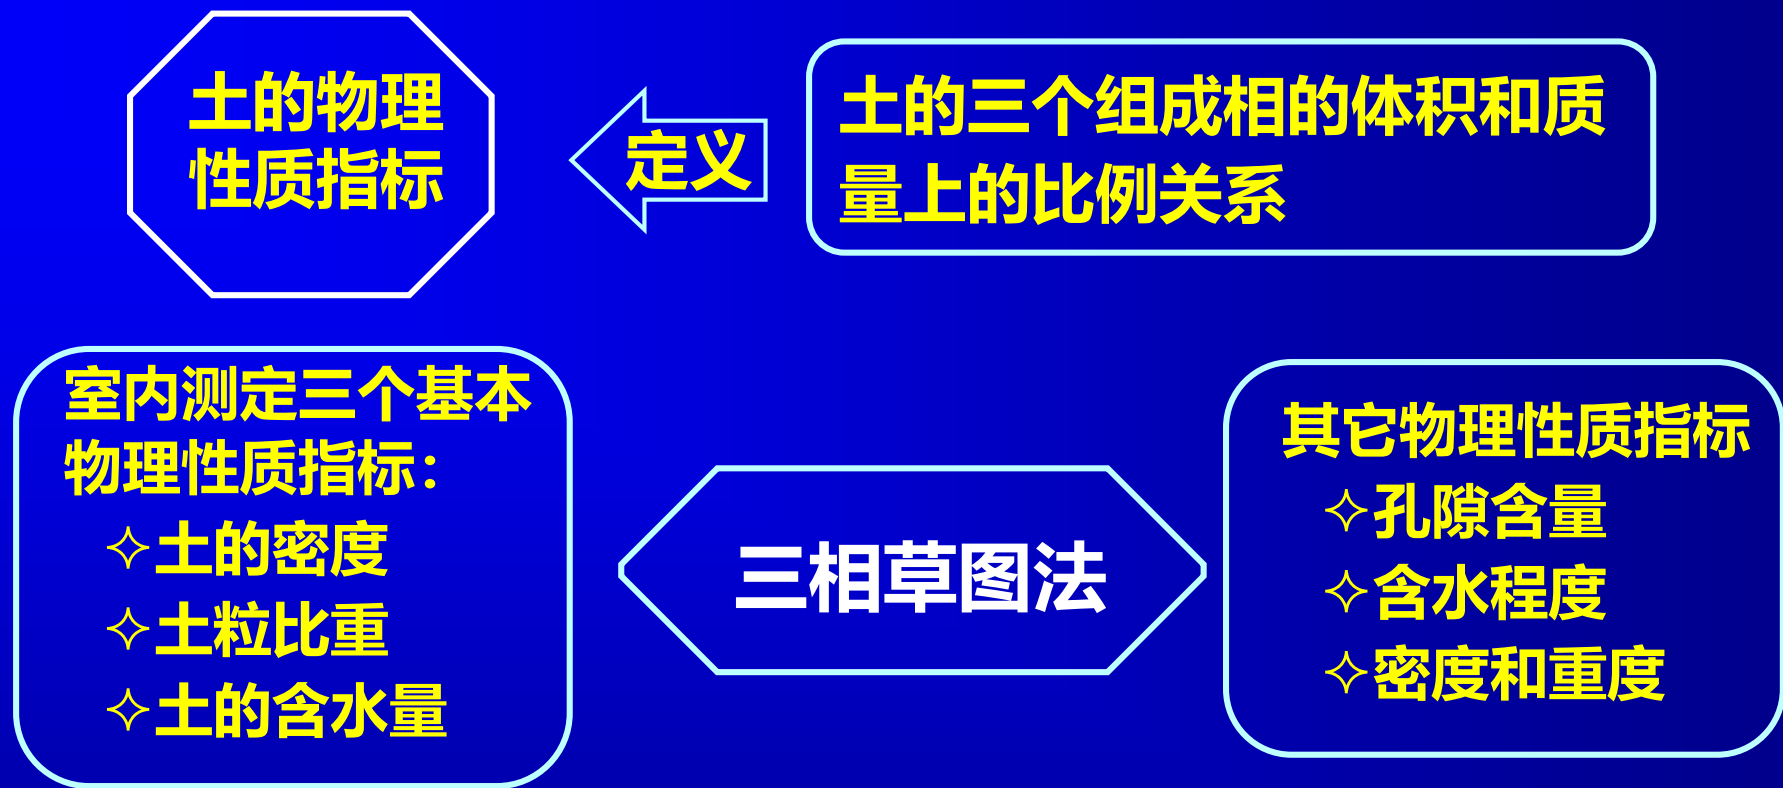 土的物理
性质指标
定义
土的三个组成相的体积和质
量上的比例关系
室内测定三个基本
物理性质指标：
✧土的密度
✧土粒比重
✧土的含水量
三相草图法
其它物理性质指标
✧孔隙含量
✧含水程度
✧密度和重度